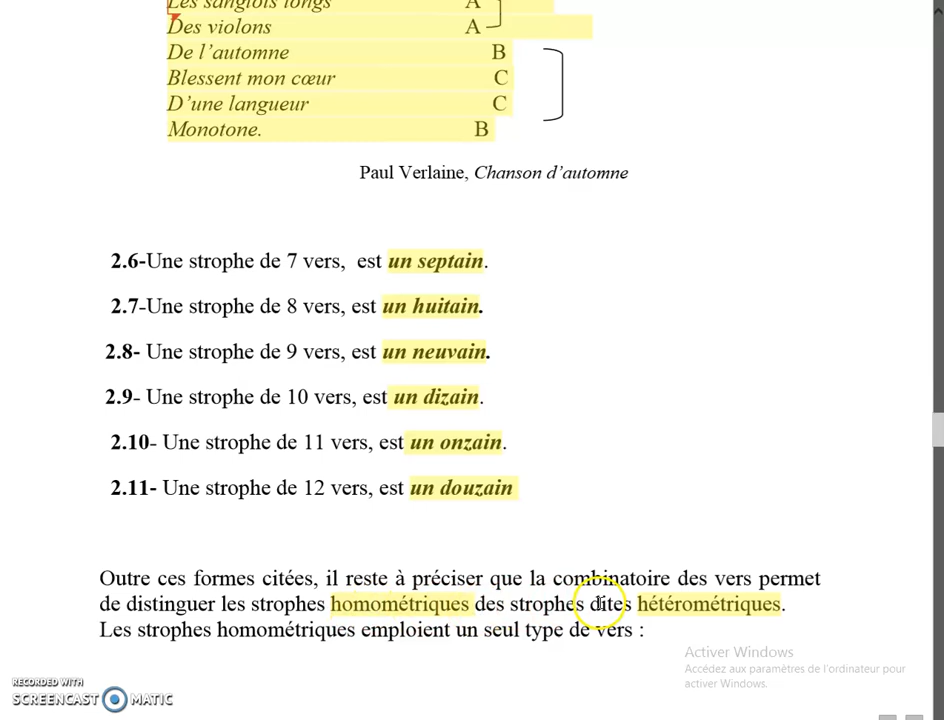 Les sanglots longs A
Des violons A
De l’automne B
Blessent mon cœur C
D’une langueur C
Monotone. B
Paul Verlaine, Chanson d’automne
2.6-Une strophe de 7 vers, est un septain.
2.7-Une strophe de 8 vers, est un huitain.
2.8- Une strophe de 9 vers, est un neuvain.
2.9- Une strophe de 10 vers, est un dizain.
2.10- Une strophe de 11 vers, est un onzain.
2.11- Une strophe de 12 vers, est un douzain
Outre ces formes citées, il reste à préciser que la combinatoire des vers permet
de distinguer les strophes homométriques des strophes dites hétérométriques.
Les strophes homométriques emploient un seul type de vers :
Activer Windows
Accédez aux paramètres de l'ordinateur pour
activer Windows.
RECORDED WITH
SCREENCAST MATIC